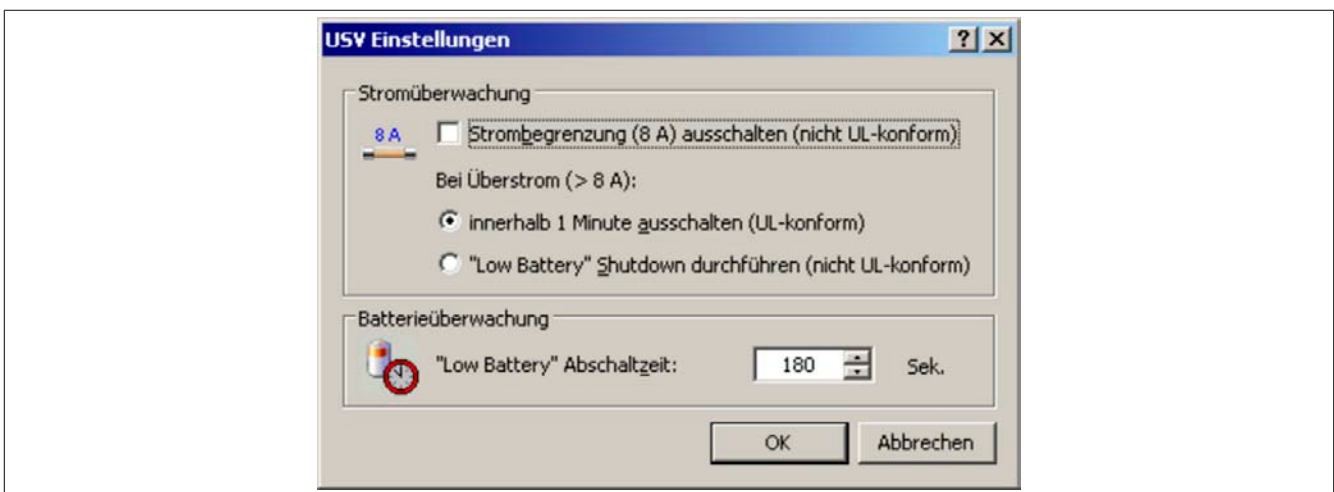 USV Einstellungen
Stromüberwachung
8 A
Strombegrenzung (8 A) ausschalten (nicht UL-konform)
Bei Überstrom (> 8 A):
innerhalb 1 Minute ausschalten (UL-konform)
"Low Battery" Shutdown durchführen (nicht UL-konform)
Batterieüberwachung
"Low Battery" Abschaltzeit: 180 Sek.
OK Abbrechen